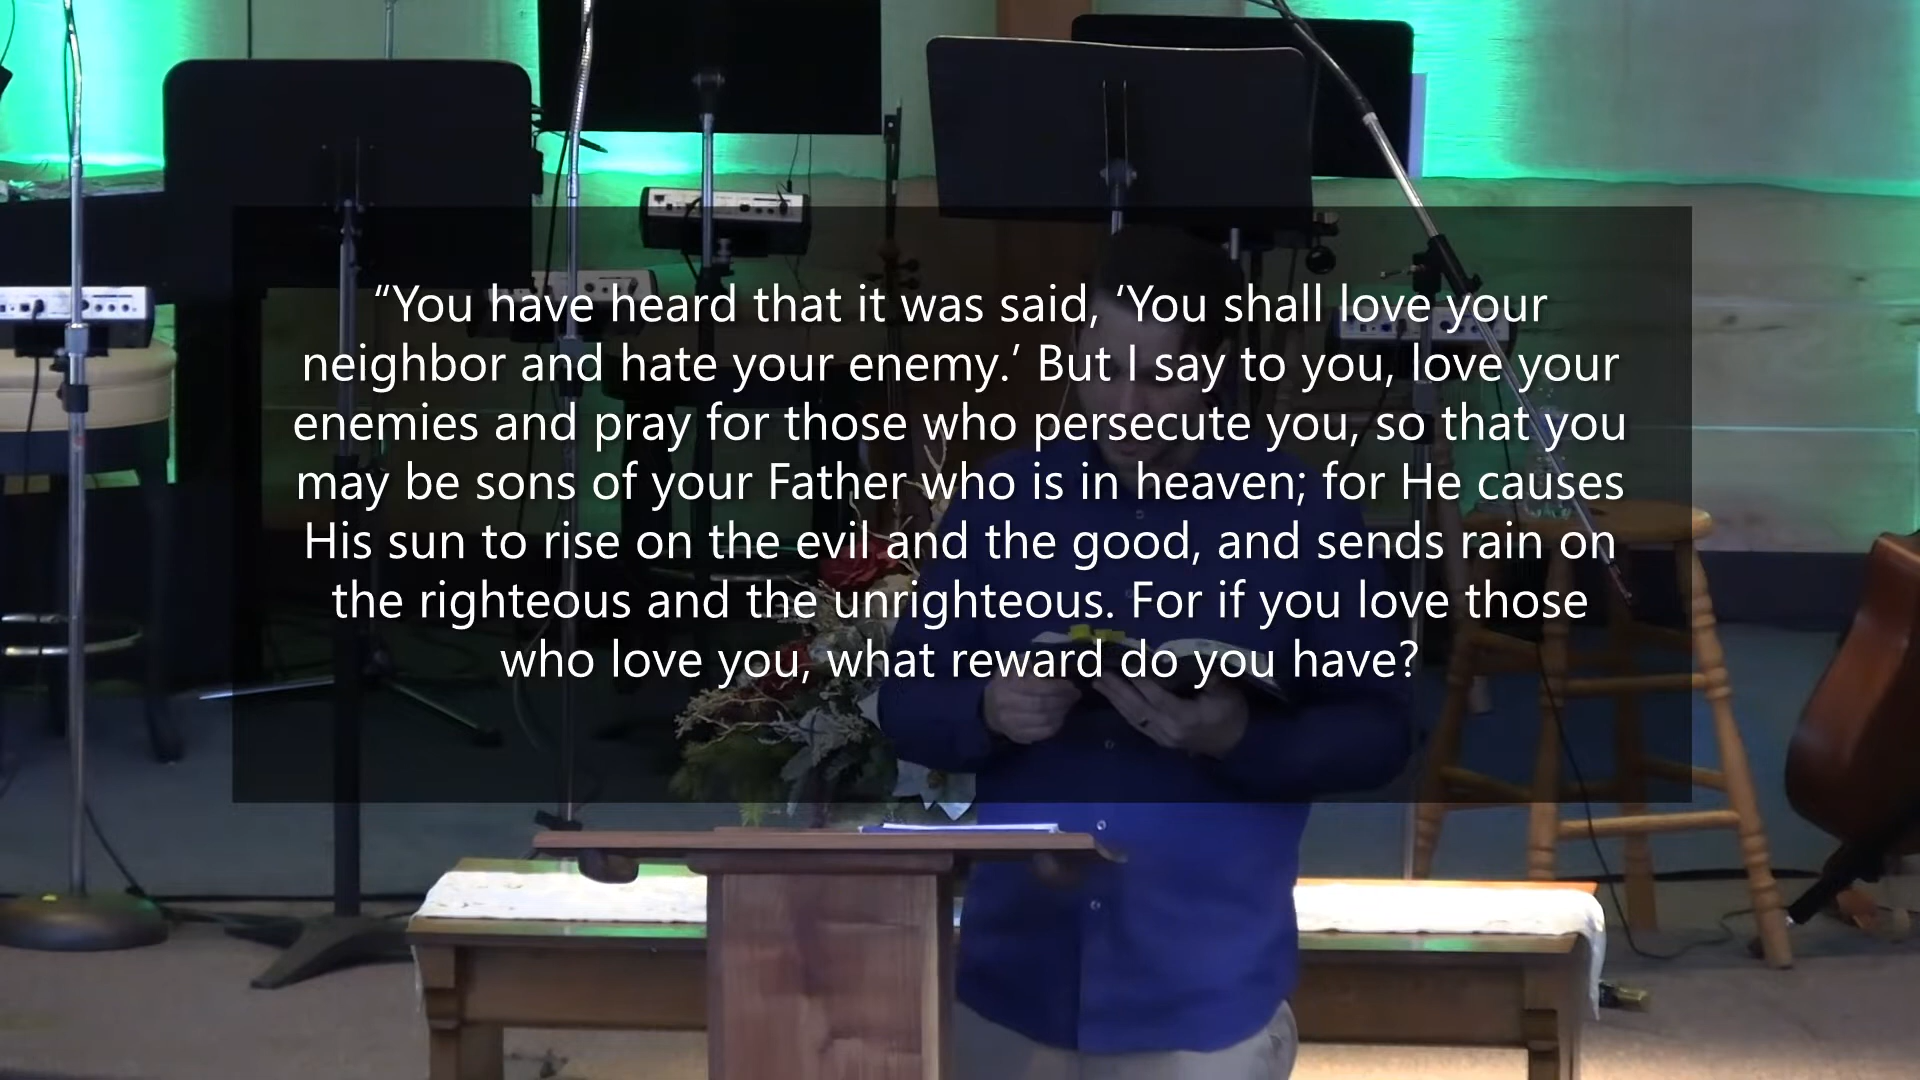 “You have heard that it was said, ‘You shall love your
neighbor and hate your enemy.’ But I say to you, love your
enemies and pray for those who persecute you, so that you
may be sons of your Father who is in heaven; for He causes
His sun to rise on the evil and the good, and sends rain on
the righteous and the unrighteous. For if you love those
who love you, what reward do you have?